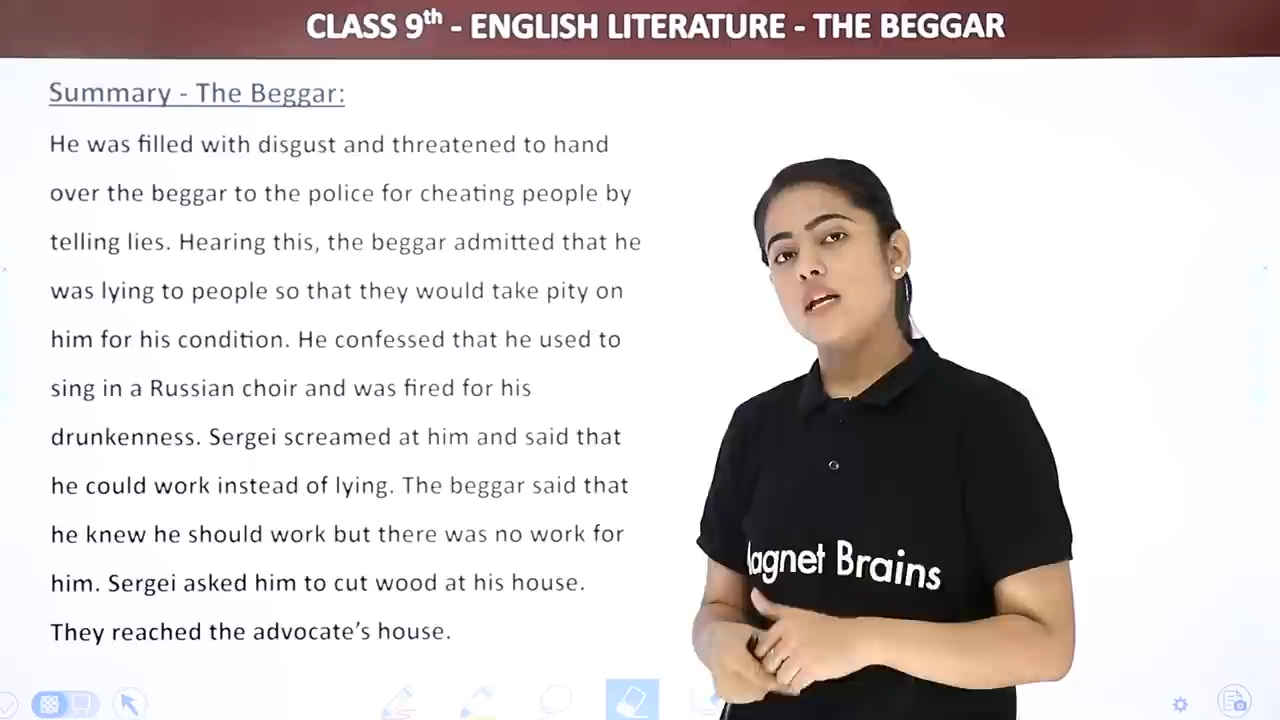 CLASS 9th - ENGLISH LITERATURE - THE BEGGAR
Summary - The Beggar:
He was filled with disgust and threatened to hand
over the beggar to the police for cheating people by
telling lies. Hearing this, the beggar admitted that he
was lying to people so that they would take pity on
him for his condition. He confessed that he used to
sing in a Russian choir and was fired for his
drunkenness. Sergei screamed at him and said that
he could work instead of lying. The beggar said that
he knew he should work but there was no work for
him. Sergei asked him to cut wood at his house.
They reached the advocate’s house.
agnet Brains